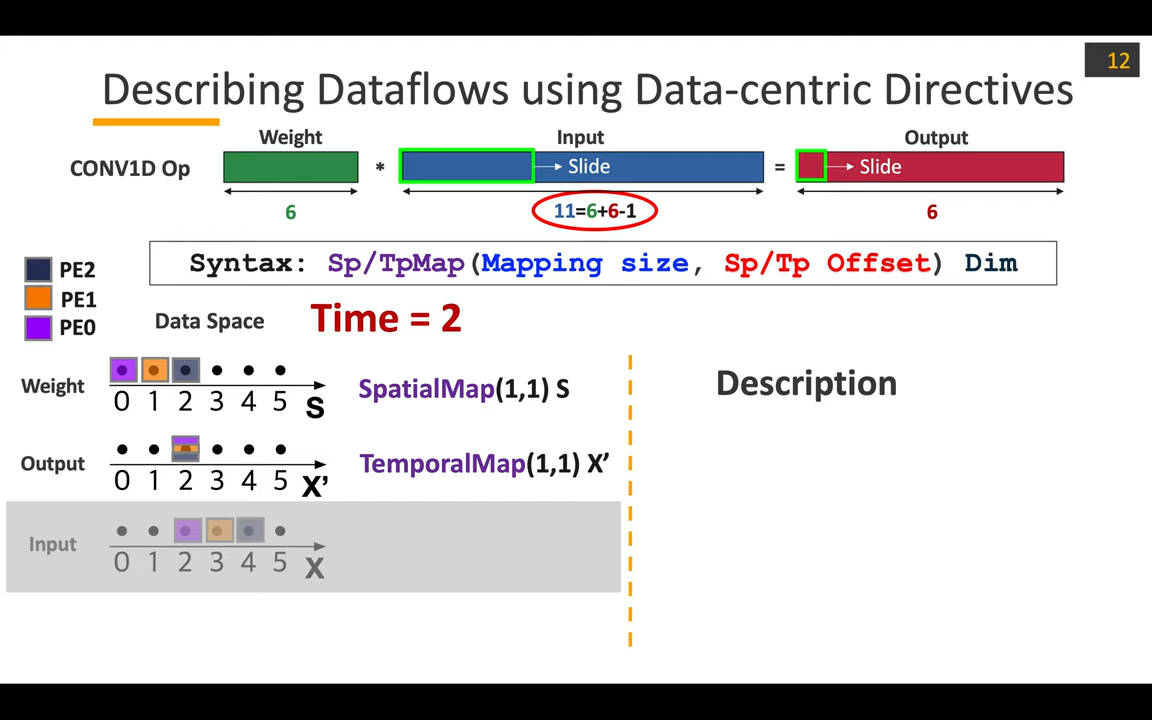 12
Describing Dataflows using Data-centric Directives
Weight Input Output
CONV1D Op * Slide = Slide
6 11=6+6-1 6
Syntax: Sp/TpMap(Mapping size, Sp/Tp Offset) Dim
PE2
PE1
PE0
Data Space Time = 2
Weight
0 1 2 3 4 5 S
SpatialMap(1,1) S
Output
0 1 2 3 4 5 X’
TemporalMap(1,1) X’
Input
0 1 2 3 4 5 X
Description